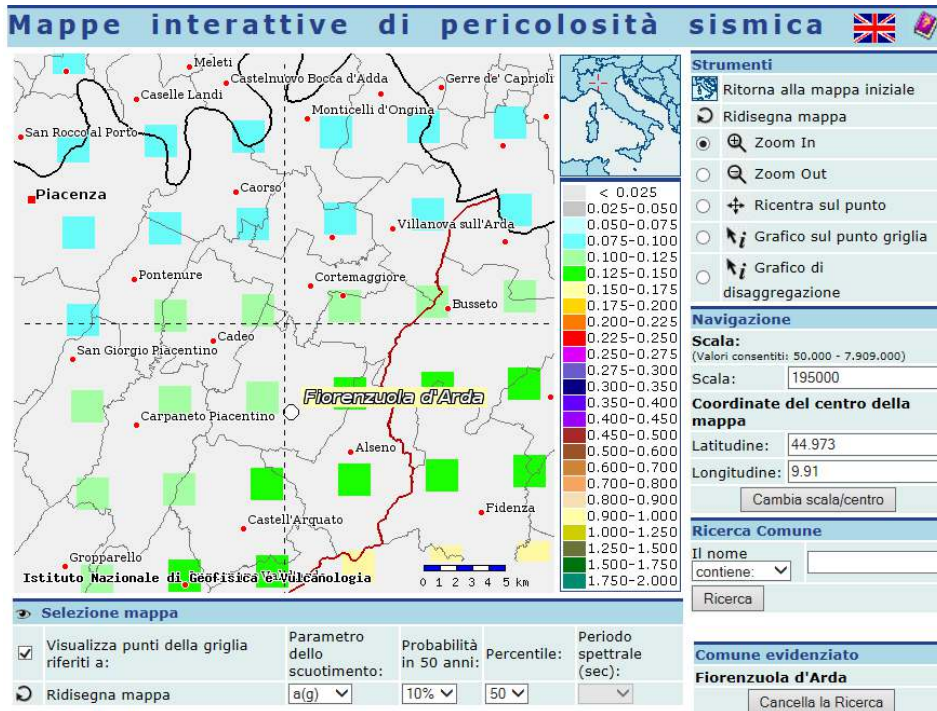 Mappe interattive di pericolosità sismica
Meleti
Castelnuovo Bocca d'Adda
Gerre de' Caprioli
Caselle Landi
Monticelli d'Ongina
San Rocco al Porto
Piacenza
Caorso
Villanova sull'Arda
Pontenure
Cortemaggiore
Busseto
Cadeo
San Giorgio Piacentino
Fiorenzuola d'Arda
Carpaneto Piacentino
Alseno
Fidenza
Castell'Arquato
Gropparello
Istituto Nazionale di Geofisica e Vulcanologia
0 1 2 3 4 5 km
< 0.025
0.025-0.050
0.050-0.075
0.075-0.100
0.100-0.125
0.125-0.150
0.150-0.175
0.175-0.200
0.200-0.225
0.225-0.250
0.250-0.275
0.275-0.300
0.300-0.350
0.350-0.400
0.400-0.450
0.450-0.500
0.500-0.600
0.600-0.700
0.700-0.800
0.800-0.900
0.900-1.000
1.000-1.250
1.250-1.500
1.500-1.750
1.750-2.000
Strumenti
Ritorna alla mappa iniziale
Ridisegna mappa
Zoom In
Zoom Out
Ricentra sul punto
Grafico sul punto griglia
Grafico di
disaggregazione
Navigazione
Scala:
(Valori consentiti: 50.000 - 7.909.000)
Scala: 195000
Coordinate del centro della
mappa
Latitudine: 44.973
Longitudine: 9.91
Cambia scala/centro
Ricerca Comune
Il nome
contiene:
Ricerca
Comune evidenziato
Fiorenzuola d'Arda
Cancella la Ricerca
Selezione mappa
Visualizza punti della griglia
riferiti a:
Parametro
dello
scuotimento:
Probabilità
in 50 anni:
Percentile:
Periodo
spettrale
(sec):
Ridisegna mappa
a(g) 10% 50